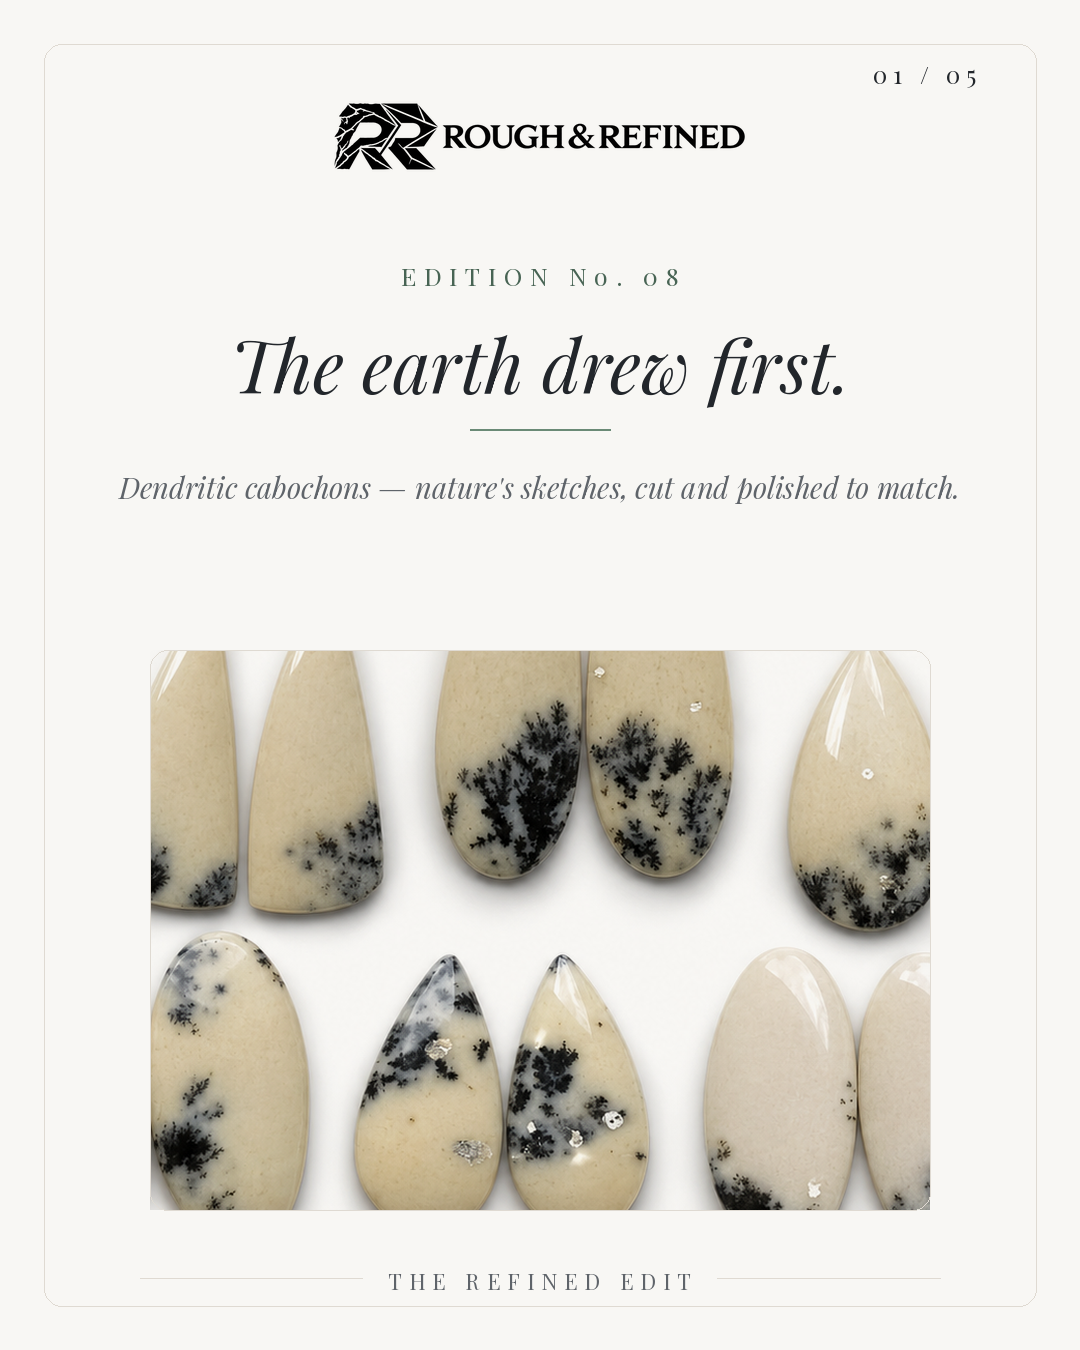 01 / 05
ROUGH & REFINED
EDITION No. 08
The earth drew first.
Dendritic cabochons — nature's sketches, cut and polished to match.
THE REFINED EDIT